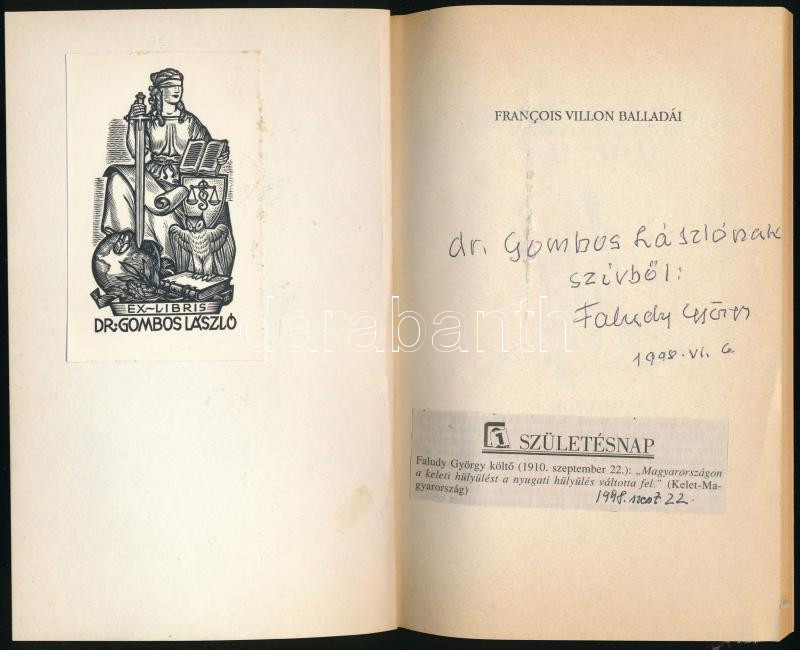 EX~LIBRIS
DR·GOMBOS LÁSZLÓ
FRANÇOIS VILLON BALLADÁI
dr. Gombos Lászlónak
szivből:
Faludy György
1998. VI. 6.
darabanth
SZÜLETÉSNAP
Faludy György költő (1910. szeptember 22.): „Magyarországon
a keleti hülyülést a nyugati hülyülés váltotta fel.” (Kelet-Ma-
gyarország)
1998. szept. 22.